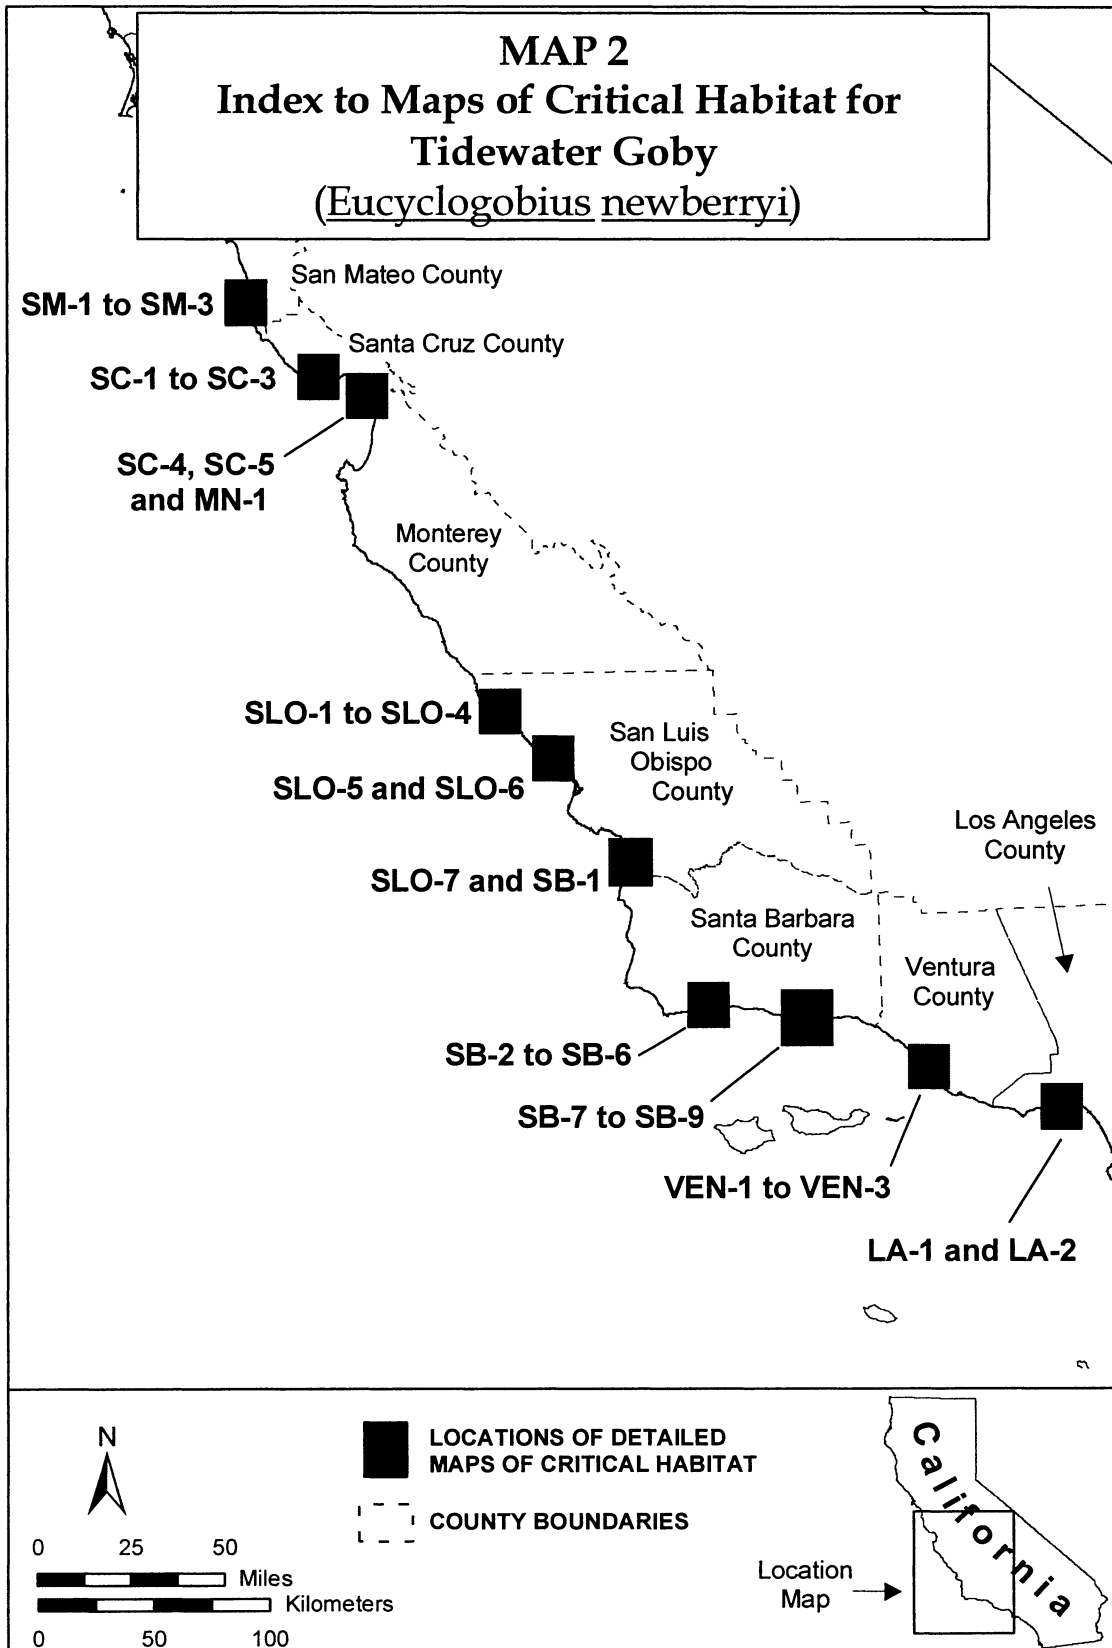 MAP 2
Index to Maps of Critical Habitat for
Tidewater Goby
(Eucyclogobius newberryi)
San Mateo County
SM-1 to SM-3
Santa Cruz County
SC-1 to SC-3
SC-4, SC-5
and MN-1
Monterey
County
SLO-1 to SLO-4
San Luis
Obispo
County
SLO-5 and SLO-6
Los Angeles
County
SLO-7 and SB-1
Santa Barbara
County
Ventura
County
SB-2 to SB-6
SB-7 to SB-9
VEN-1 to VEN-3
LA-1 and LA-2
N
LOCATIONS OF DETAILED
MAPS OF CRITICAL HABITAT
COUNTY BOUNDARIES
0 25 50
Miles
Kilometers
0 50 100
California
Location
Map